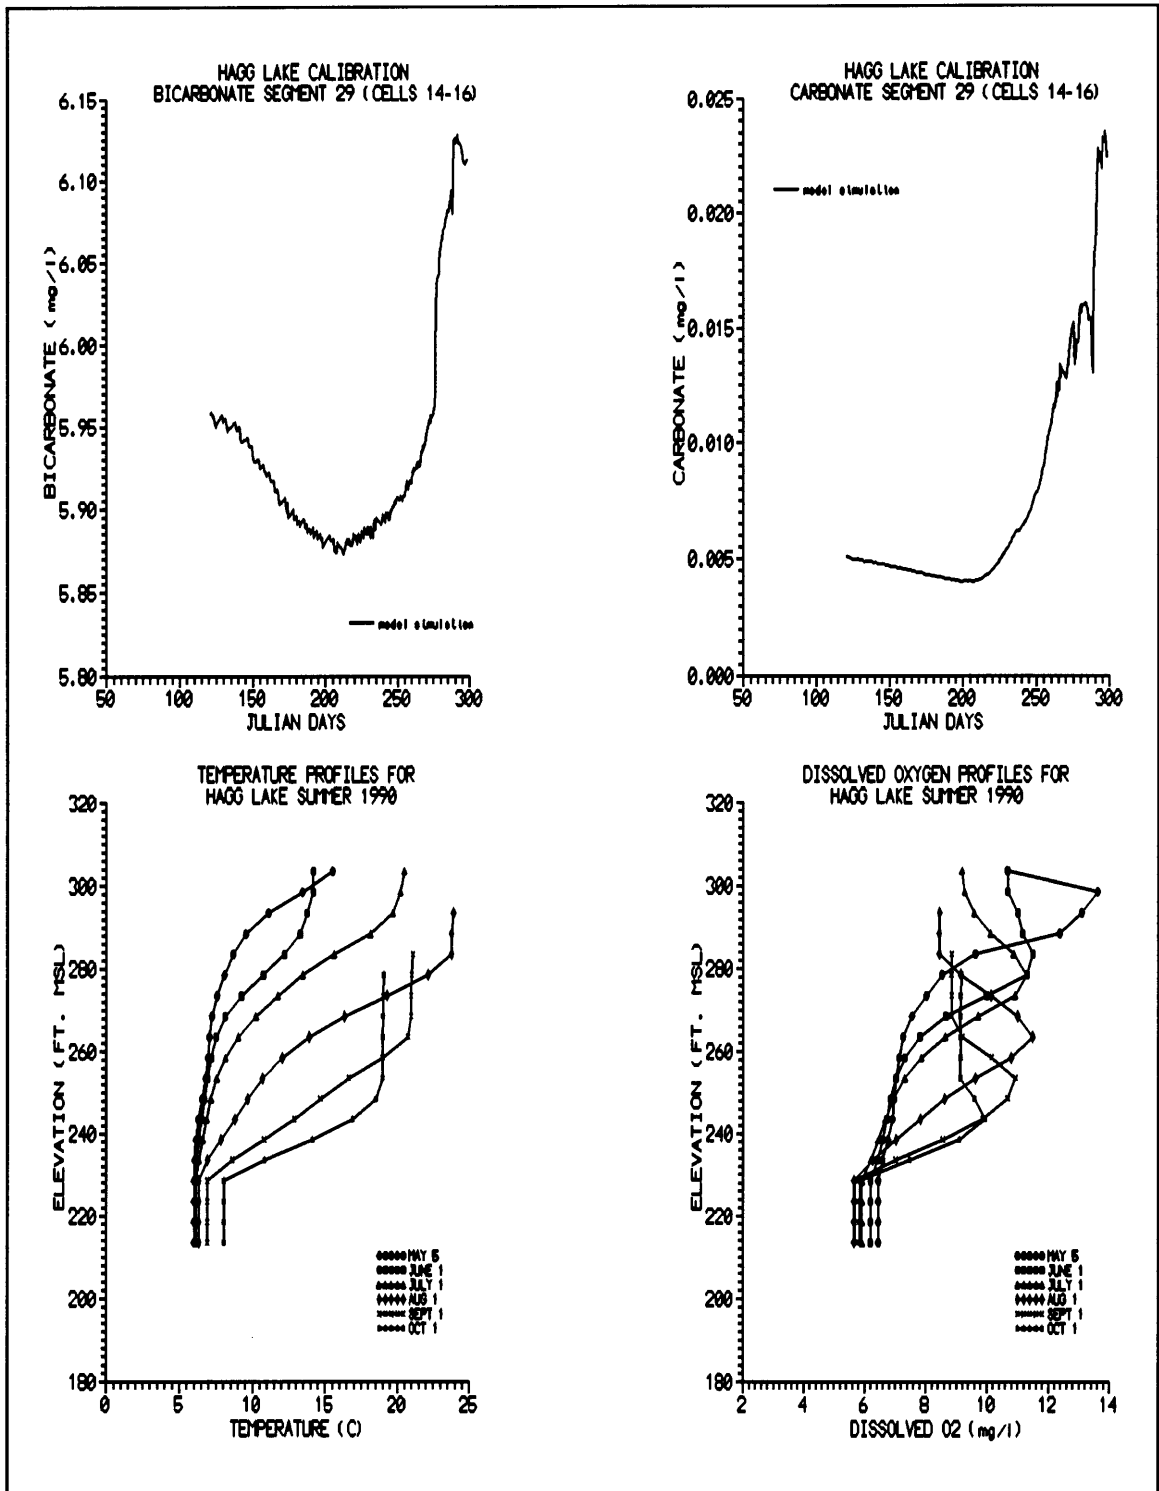 HAGG LAKE CALIBRATION
BICARBONATE SEGMENT 29 (CELLS 14-16)
6.15
6.10
6.05
6.00
5.95
5.90
5.85
5.80
BICARBONATE (mg/l)
model simulation
50 100 150 200 250 300
JULIAN DAYS
HAGG LAKE CALIBRATION
CARBONATE SEGMENT 29 (CELLS 14-16)
0.025
0.020
0.015
0.010
0.005
0.000
CARBONATE (mg/l)
model simulation
50 100 150 200 250 300
JULIAN DAYS
TEMPERATURE PROFILES FOR
HAGG LAKE SUMMER 1990
320
300
280
260
240
220
200
180
ELEVATION (FT. MSL)
MAY 5
JUNE 1
JULY 1
AUG 1
SEPT 1
OCT 1
0 5 10 15 20 25
TEMPERATURE (C)
DISSOLVED OXYGEN PROFILES FOR
HAGG LAKE SUMMER 1990
320
300
280
260
240
220
200
180
ELEVATION (FT. MSL)
MAY 5
JUNE 1
JULY 1
AUG 1
SEPT 1
OCT 1
2 4 6 8 10 12 14
DISSOLVED O2 (mg/l)